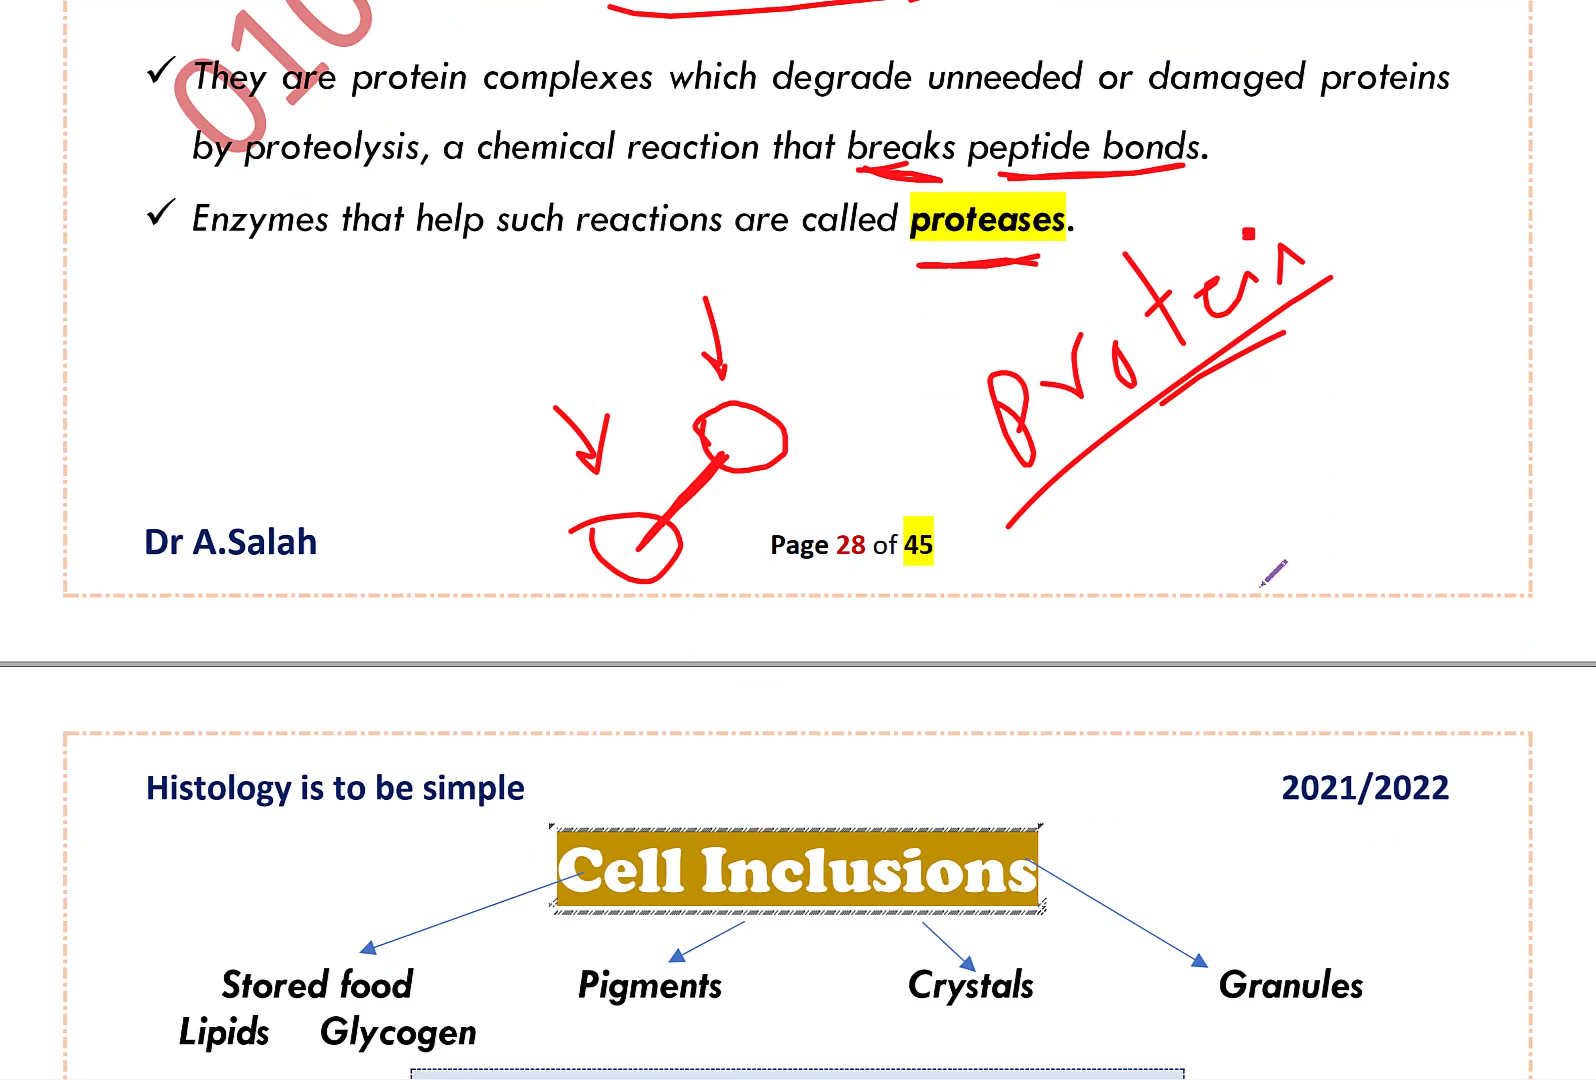 010
✓ They are protein complexes which degrade unneeded or damaged proteins
by proteolysis, a chemical reaction that breaks peptide bonds.
✓ Enzymes that help such reactions are called proteases.
protein
Dr A.Salah Page 28 of 45
Histology is to be simple 2021/2022
Cell Inclusions
Stored food Pigments Crystals Granules
Lipids Glycogen